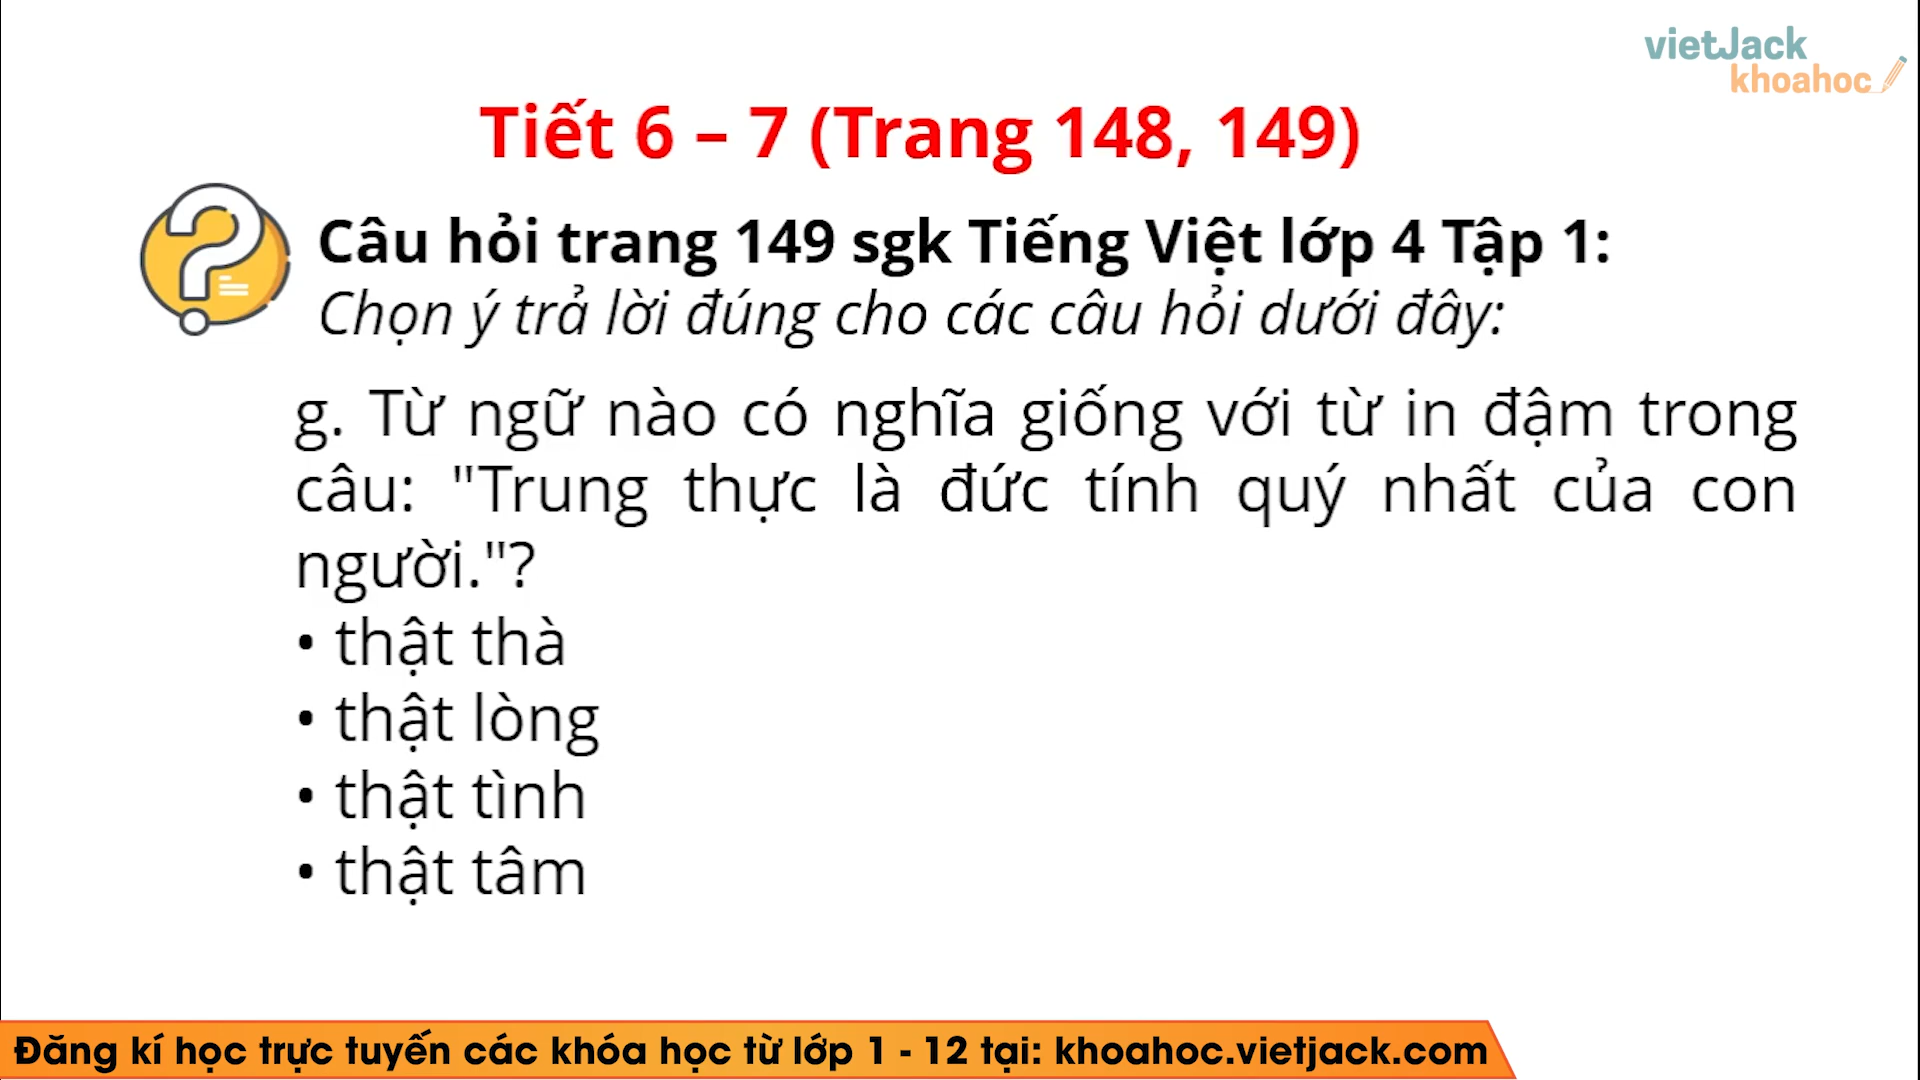 vietJack
khoahoc
Tiết 6 – 7 (Trang 148, 149)
Câu hỏi trang 149 sgk Tiếng Việt lớp 4 Tập 1:
Chọn ý trả lời đúng cho các câu hỏi dưới đây:
g. Từ ngữ nào có nghĩa giống với từ in đậm trong
câu: "Trung thực là đức tính quý nhất của con
người."?
• thật thà
• thật lòng
• thật tình
• thật tâm
Đăng kí học trực tuyến các khóa học từ lớp 1 - 12 tại: khoahoc.vietjack.com